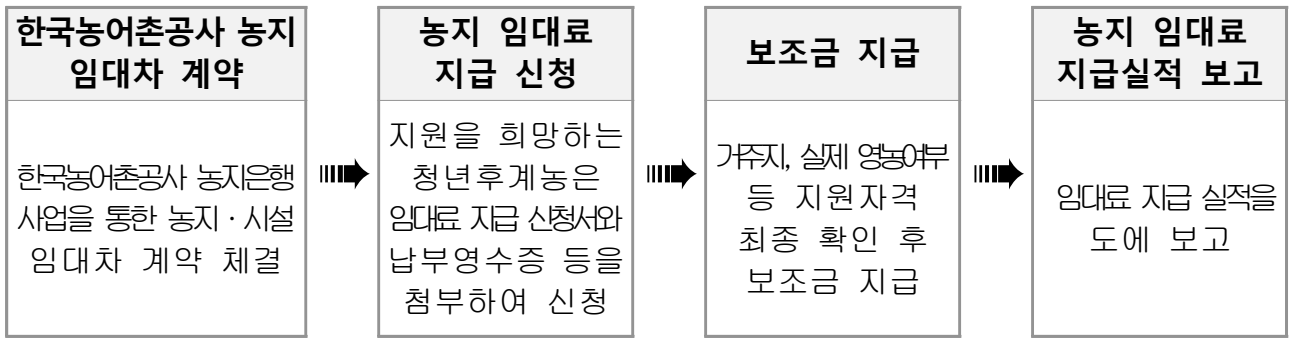 한국농어촌공사 농지
임대차 계약
한국농어촌공사 농지은행
사업을 통한 농지·시설
임대차 계약 체결
농지 임대료
지급 신청
지원을 희망하는
청년후계농은
임대료 지급 신청서와
납부영수증 등을
첨부하여 신청
보조금 지급
거주지, 실제 영농여부
등 지원자격
최종 확인 후
보조금 지급
농지 임대료
지급실적 보고
임대료 지급 실적을
도에 보고